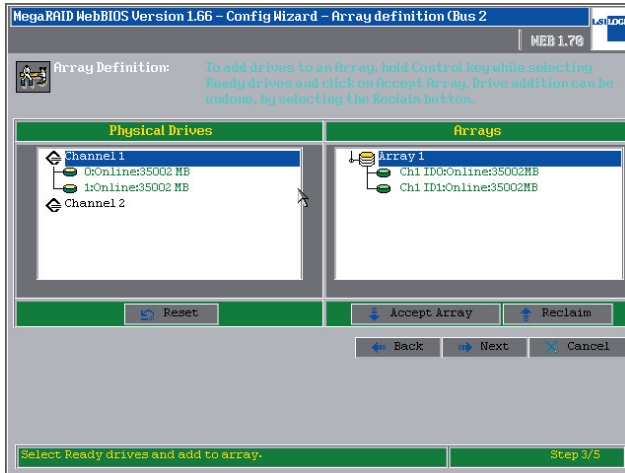 MegaRAID WebBIOS Version 1.66 - Config Wizard - Array definition (Bus 2
LSI LOGIC
WEB 1.70
Array Definition:
To add drives to an Array, hold Control key while selecting
Ready drives and click on Accept Array. Drive addition can be
undone, by selecting the Reclaim button.
Physical Drives
Arrays
Channel 1
0:Online:35002 MB
1:Online:35002 MB
Channel 2
Array 1
Ch1 ID0:Online:35002MB
Ch1 ID1:Online:35002MB
Reset
Accept Array
Reclaim
Back
Next
Cancel
Select Ready drives and add to array.
Step 3/5